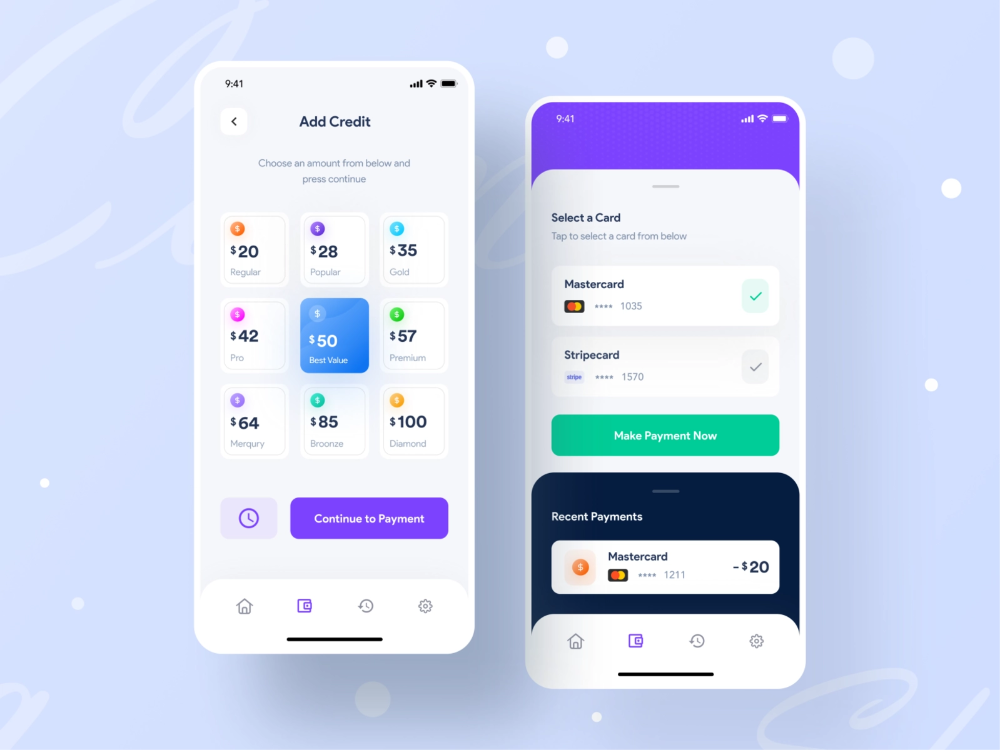 9:41
Add Credit
Choose an amount from below and
press continue
$20
Regular
$28
Popular
$35
Gold
$42
Pro
$50
Best Value
$57
Premium
$64
Merqury
$85
Broonze
$100
Diamond
Continue to Payment
9:41
Select a Card
Tap to select a card from below
Mastercard
**** 1035
Stripecard
stripe **** 1570
Make Payment Now
Recent Payments
Mastercard
**** 1211
-$20